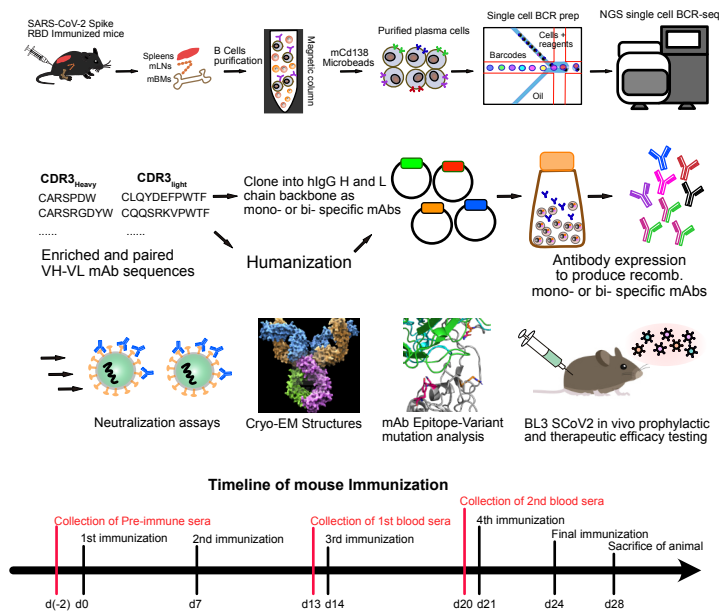 SARS-CoV-2 Spike
RBD Immunized mice
Spleens
mLNs
mBMs
B Cells
purification
Magnetic column
mCd138
Microbeads
Purified plasma cells
Single cell BCR prep
Cells +
reagents
Barcodes
Oil
NGS single cell BCR-seq
CDR3Heavy CDR3light
CARSPDW CLQYDEFPWTF
CARSRGDYW CQQSRKVPWTF
...... ......
Enriched and paired
VH-VL mAb sequences
Clone into hIgG H and L
chain backbone as
mono- or bi- specific mAbs
Humanization
Antibody expression
to produce recomb.
mono- or bi- specific mAbs
Neutralization assays
Cryo-EM Structures
mAb Epitope-Variant
mutation analysis
BL3 SCoV2 in vivo prophylactic
and therapeutic efficacy testing
Timeline of mouse Immunization
Collection of Pre-immune sera
1st immunization
2nd immunization
Collection of 1st blood sera
3rd immunization
Collection of 2nd blood sera
4th immunization
Final immunization
Sacrifice of animal
d(-2) d0 d7 d13 d14 d20 d21 d24 d28